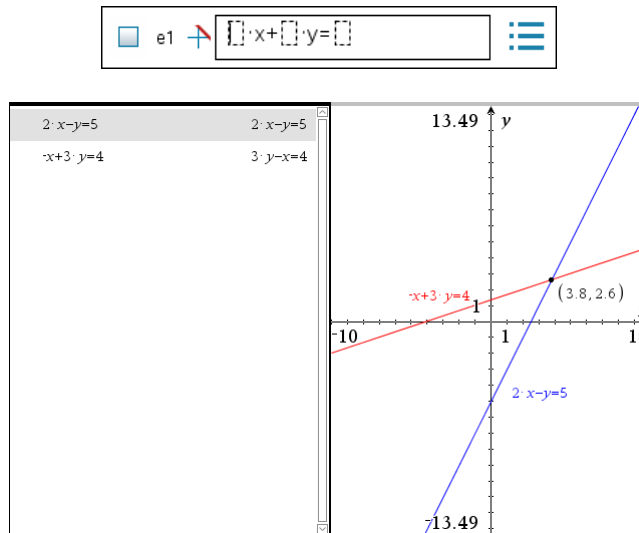 e1 ·x+ ·y=
2· x−y=5 2· x−y=5
-x+3· y=4 3· y−x=4
13.49 y
-x+3· y=4
1
(3.8,2.6)
-10 1 1
2· x−y=5
-13.49